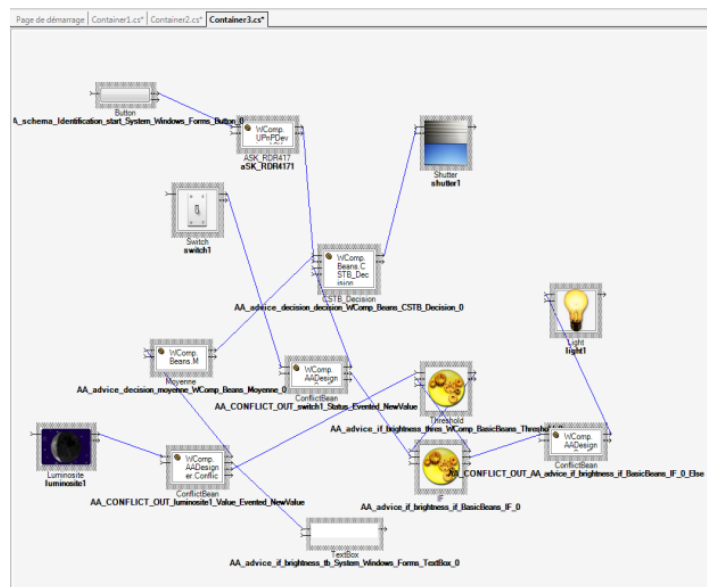 Page de démarrage Container1.cs* Container2.cs* Container3.cs*
Button
A_schema_Identification_start_System_Windows_Forms_Button_0
WComp.
UPnPDev
ASK_RDR417
aSK_RDR4171
Shutter
shutter1
Switch
switch1
WComp.
Beans.C
STB_Dec
ision
CSTB_Decision
AA_advice_decision_decision_WComp_Beans_CSTB_Decision_0
Light
light1
WComp.
Beans.M
Moyenne
AA_advice_decision_moyenne_WComp_Beans_Moyenne_0
WComp.
AADesign
ConflictBean
AA_CONFLICT_OUT_switch1_Status_Evented_NewValue
Threshold
AA_advice_if_brightness_thres_WComp_BasicBeans_Threshold_0
Luminosite
luminosite1
WComp.
AADesign
er.Conflic
ConflictBean
AA_CONFLICT_OUT_luminosite1_Value_Evented_NewValue
WComp.
AADesign
ConflictBean
AA_CONFLICT_OUT_AA_advice_if_brightness_if_BasicBeans_IF_0_Else
IF
AA_advice_if_brightness_if_BasicBeans_IF_0
TextBox
AA_advice_if_brightness_tb_System_Windows_Forms_TextBox_0